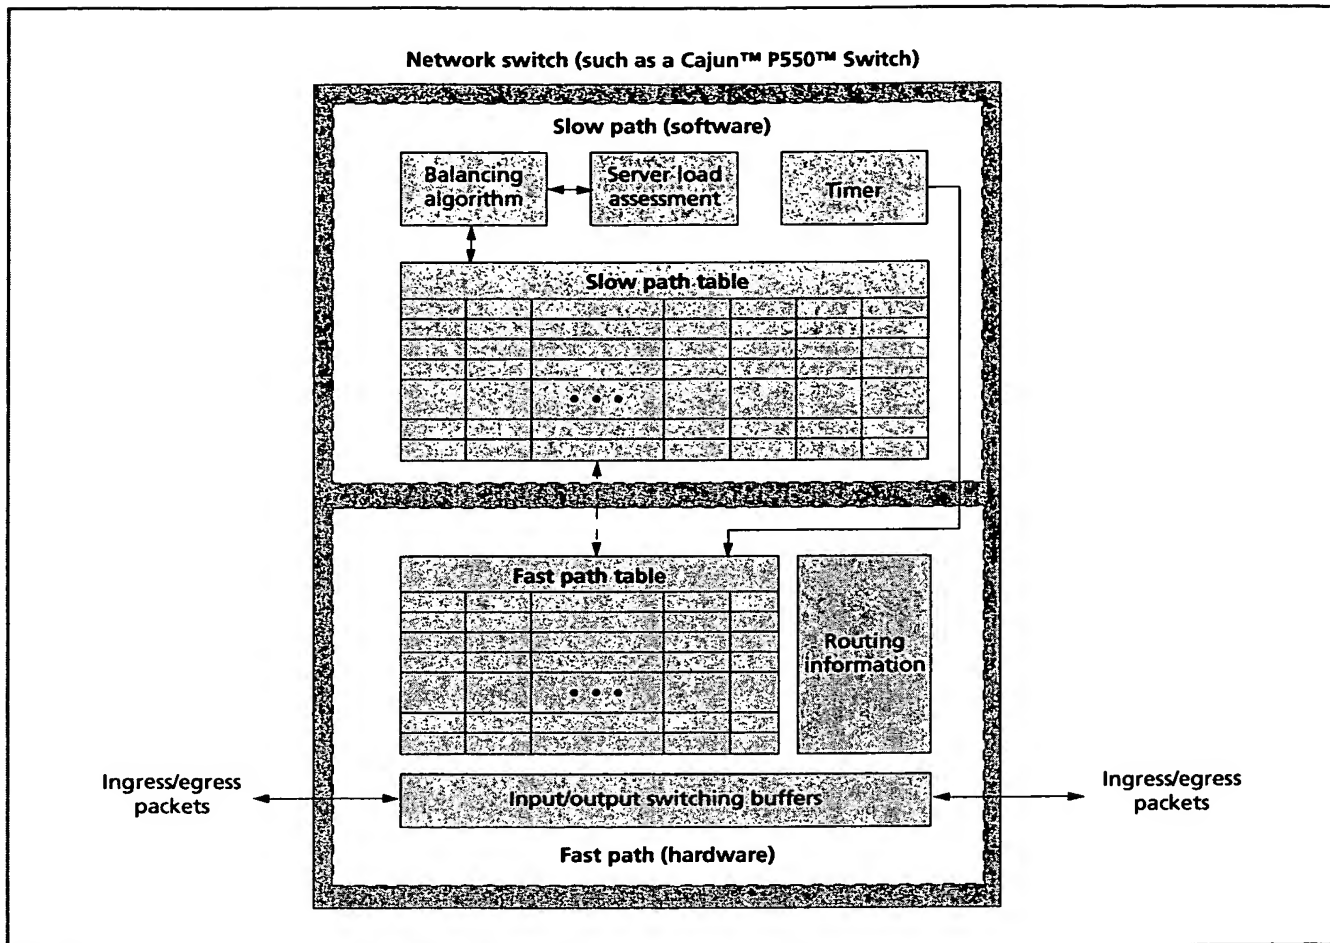 Network switch (such as a Cajun™ P550™ Switch)
Slow path (software)
Balancing
algorithm
Server load
assessment
Timer
Slow path table
• • •
Fast path table
• • •
Routing
information
Ingress/egress
packets
Input/output switching buffers
Ingress/egress
packets
Fast path (hardware)